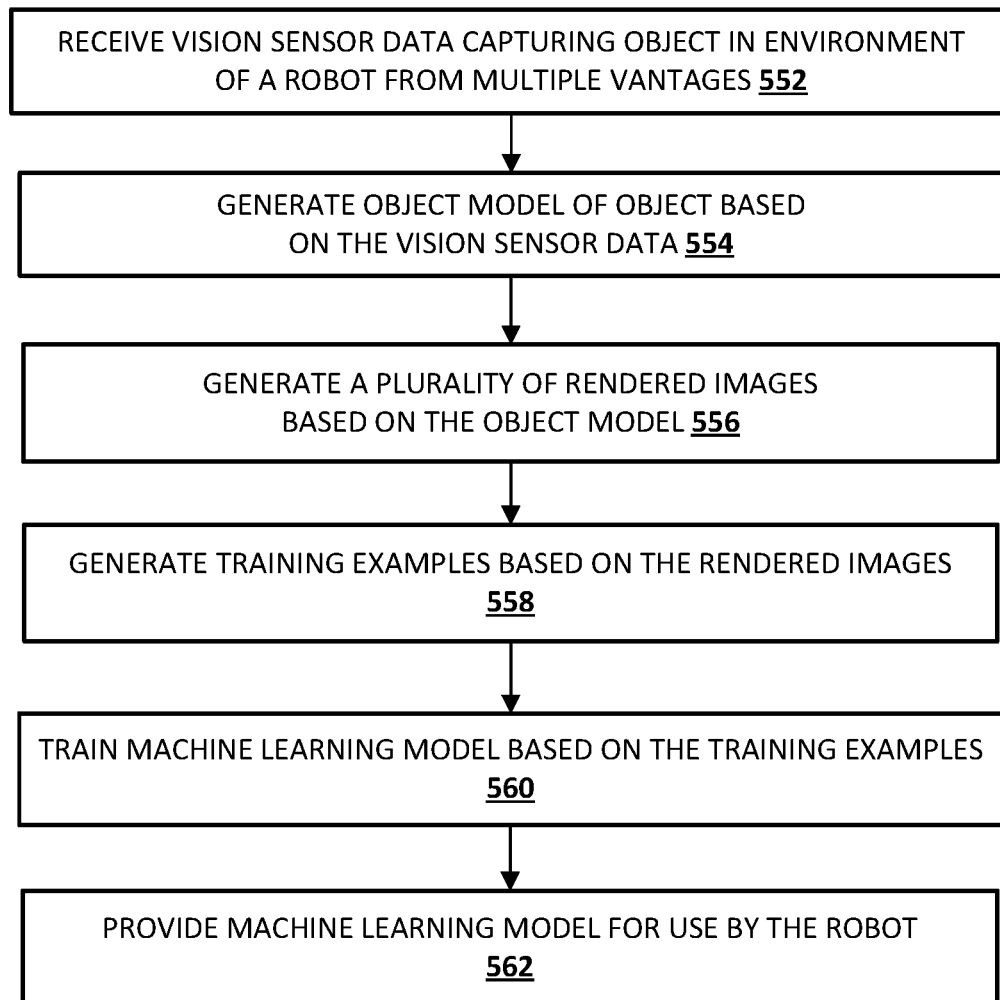 RECEIVE VISION SENSOR DATA CAPTURING OBJECT IN ENVIRONMENT
OF A ROBOT FROM MULTIPLE VANTAGES 552
GENERATE OBJECT MODEL OF OBJECT BASED
ON THE VISION SENSOR DATA 554
GENERATE A PLURALITY OF RENDERED IMAGES
BASED ON THE OBJECT MODEL 556
GENERATE TRAINING EXAMPLES BASED ON THE RENDERED IMAGES
558
TRAIN MACHINE LEARNING MODEL BASED ON THE TRAINING EXAMPLES
560
PROVIDE MACHINE LEARNING MODEL FOR USE BY THE ROBOT
562